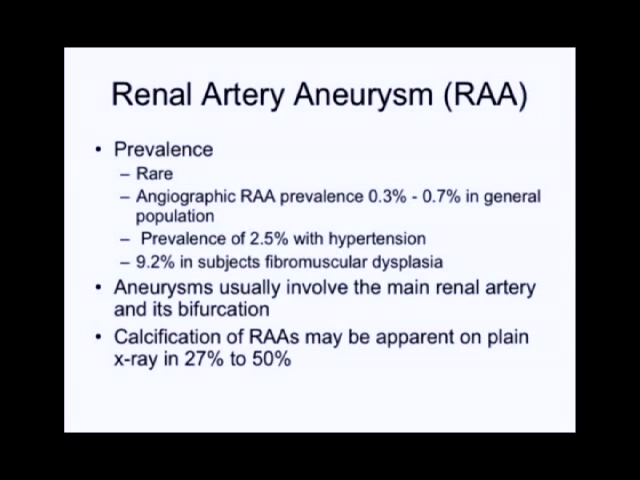 Renal Artery Aneurysm (RAA)
• Prevalence
– Rare
– Angiographic RAA prevalence 0.3% - 0.7% in general
population
– Prevalence of 2.5% with hypertension
– 9.2% in subjects fibromuscular dysplasia
• Aneurysms usually involve the main renal artery
and its bifurcation
• Calcification of RAAs may be apparent on plain
x-ray in 27% to 50%